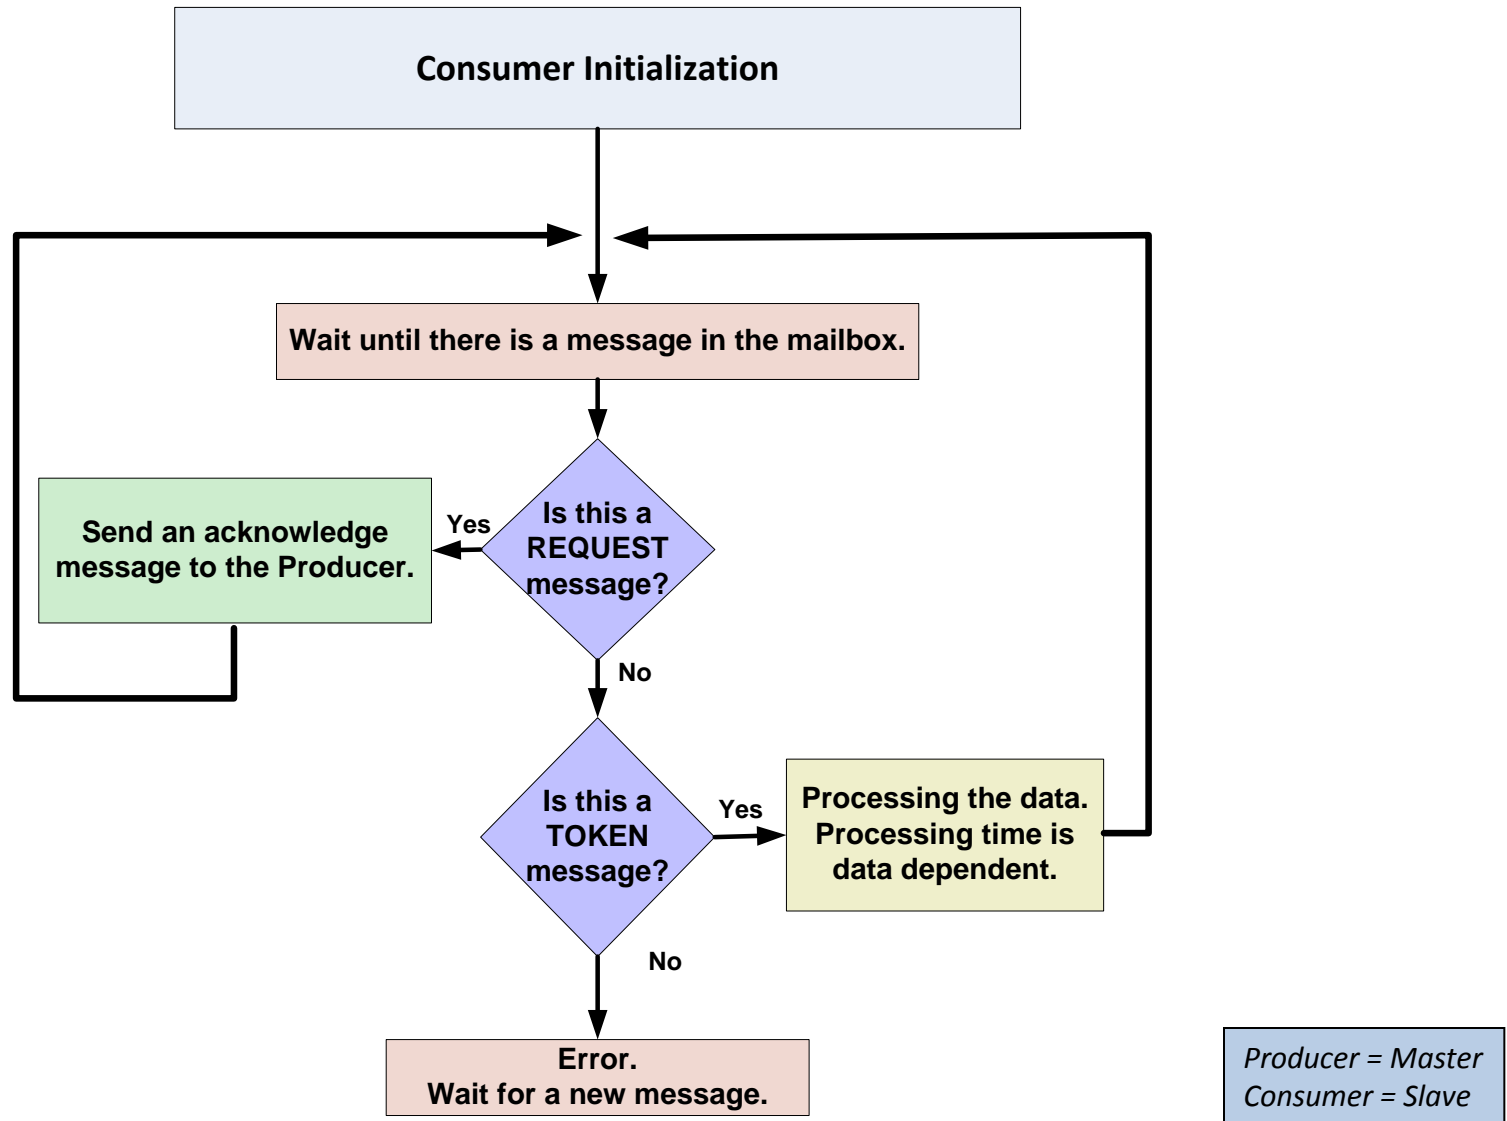 Consumer Initialization
Wait until there is a message in the mailbox.
Is this a
REQUEST
message?
Yes
Send an acknowledge
message to the Producer.
No
Is this a
TOKEN
message?
Yes
Processing the data.
Processing time is
data dependent.
No
Error.
Wait for a new message.
Producer = Master
Consumer = Slave